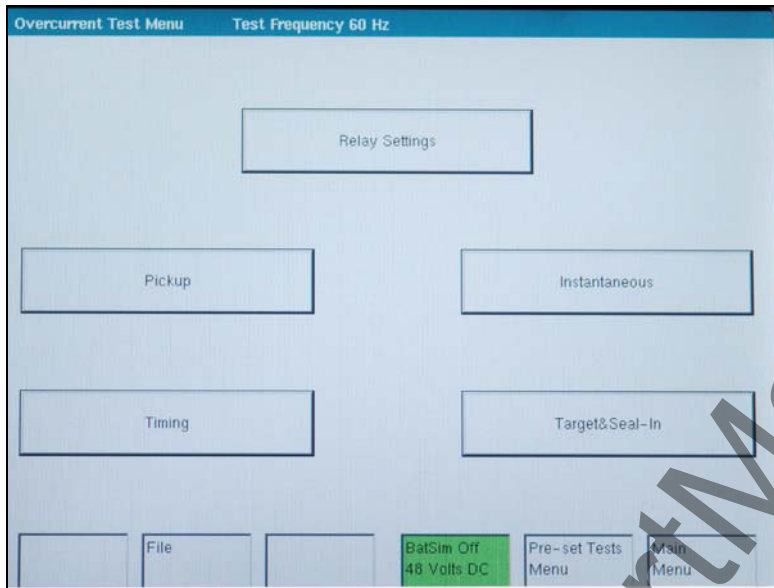 Overcurrent Test Menu Test Frequency 60 Hz
Relay Settings
Pickup
Instantaneous
Timing
Target&Seal-In
File
BatSim Off
48 Volts DC
Pre-set Tests
Menu
Main
Menu